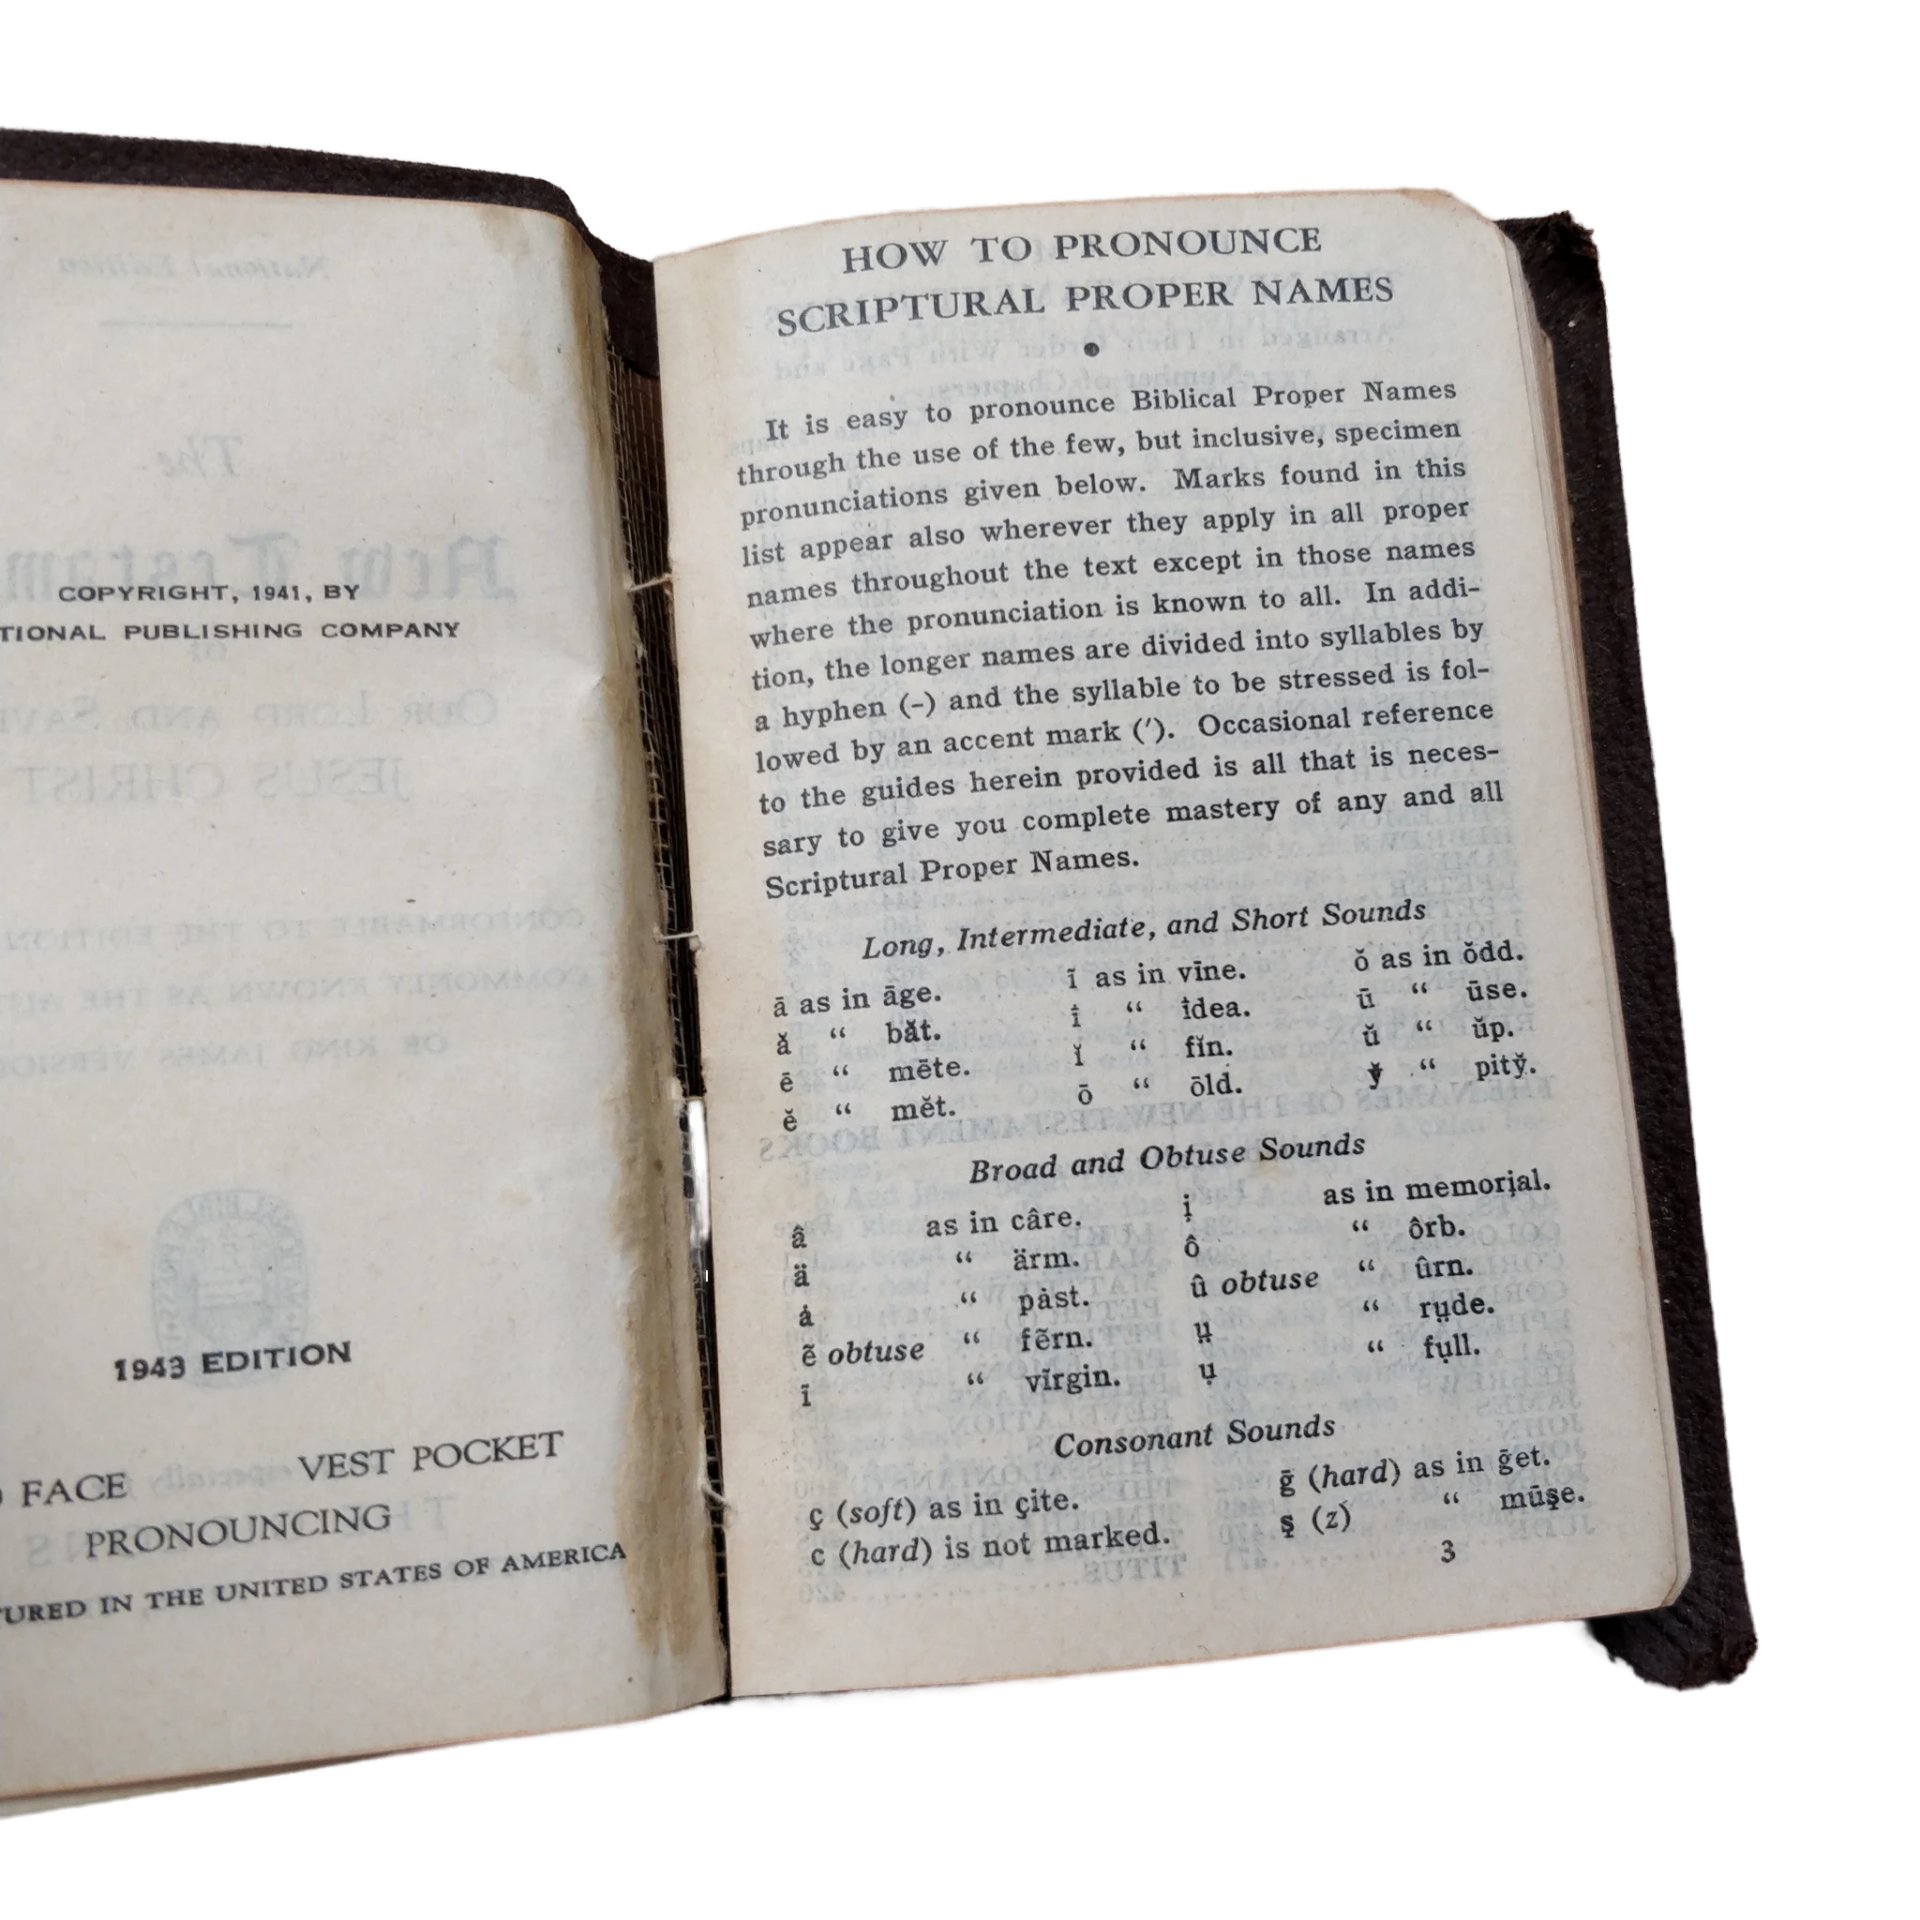 COPYRIGHT, 1941, BY
TIONAL PUBLISHING COMPANY
1943 EDITION
FACE VEST POCKET
PRONOUNCING
TURED IN THE UNITED STATES OF AMERICA
HOW TO PRONOUNCE
SCRIPTURAL PROPER NAMES
It is easy to pronounce Biblical Proper Names
through the use of the few, but inclusive, specimen
pronunciations given below. Marks found in this
list appear also wherever they apply in all proper
names throughout the text except in those names
where the pronunciation is known to all. In addi-
tion, the longer names are divided into syllables by
a hyphen (-) and the syllable to be stressed is fol-
lowed by an accent mark (′). Occasional reference
to the guides herein provided is all that is neces-
sary to give you complete mastery of any and all
Scriptural Proper Names.
Long, Intermediate, and Short Sounds
ā as in āge. ī as in vīne. ŏ as in ŏdd.
ă “ băt. i̇ “ i̇dea. ū “ ūse.
ē “ mēte. ĭ “ fĭn. ŭ “ ŭp.
ĕ “ mĕt. ō “ ōld. y̆ “ pity̆.
Broad and Obtuse Sounds
â as in câre. į as in memorįal.
ä “ ärm. ô “ ôrb.
ȧ “ pȧst. û obtuse “ ûrn.
ẽ obtuse “ fẽrn. ṳ “ rṳde.
ĩ “ vĩrgin. ụ “ fụll.
Consonant Sounds
ç (soft) as in çite. ḡ (hard) as in ḡet.
c (hard) is not marked. ş (z) “ mūşe.
3